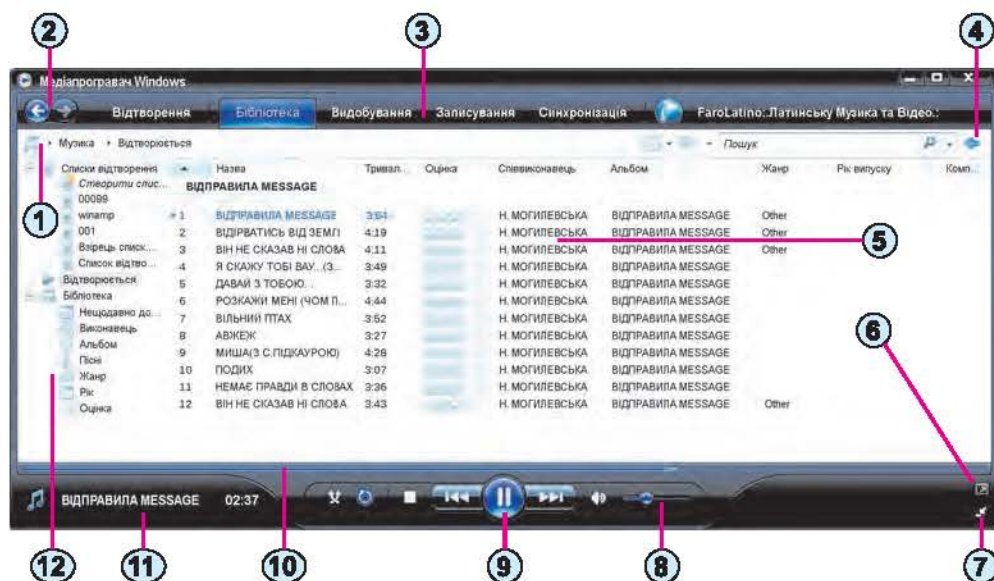 2
3
4
Медіапрогравач Windows
Відтворення Бібліотека Видобування Записування Синхронізація FaroLatino:.Латинську Музика та Відео.:
Музика Відтворюється Пошук
Списки відтворення Назва Тривал... Оцінка Співвиконавець Альбом Жанр Рік випуску Комп...
Створити спис... ВІДПРАВИЛА MESSAGE
00099
1
winamp 1 ВІДПРАВИЛА MESSAGE 3:54 Н. МОГИЛЕВСЬКА ВІДПРАВИЛА MESSAGE Other
001 2 ВІДІРВАТИСЬ ВІД ЗЕМЛІ 4:19 Н. МОГИЛЕВСЬКА ВІДПРАВИЛА MESSAGE Other
5
Взірець списк... 3 ВІН НЕ СКАЗАВ НІ СЛОВА 4:11 Н. МОГИЛЕВСЬКА ВІДПРАВИЛА MESSAGE Other
Список відтво... 4 Я СКАЖУ ТОБІ ВАУ...(З... 3:49 Н. МОГИЛЕВСЬКА ВІДПРАВИЛА MESSAGE
Відтворюється 5 ДАВАЙ З ТОБОЮ... 3:32 Н. МОГИЛЕВСЬКА ВІДПРАВИЛА MESSAGE
Бібліотека 6 РОЗКАЖИ МЕНІ (ЧОМ П... 4:44 Н. МОГИЛЕВСЬКА ВІДПРАВИЛА MESSAGE
Нещодавно до... 7 ВІЛЬНИЙ ПТАХ 3:52 Н. МОГИЛЕВСЬКА ВІДПРАВИЛА MESSAGE
6
Виконавець 8 АВЖЕЖ 3:27 Н. МОГИЛЕВСЬКА ВІДПРАВИЛА MESSAGE
Альбом 9 МИША(З С.ПІДКАУРОЮ) 4:28 Н. МОГИЛЕВСЬКА ВІДПРАВИЛА MESSAGE
Пісні 10 ПОДИХ 3:07 Н. МОГИЛЕВСЬКА ВІДПРАВИЛА MESSAGE
Жанр 11 НЕМАЄ ПРАВДИ В СЛОВАХ 3:36 Н. МОГИЛЕВСЬКА ВІДПРАВИЛА MESSAGE
Рік 12 ВІН НЕ СКАЗАВ НІ СЛОВА 3:43 Н. МОГИЛЕВСЬКА ВІДПРАВИЛА MESSAGE Other
Оцінка
ВІДПРАВИЛА MESSAGE 02:37
12
11
10
9
8
7